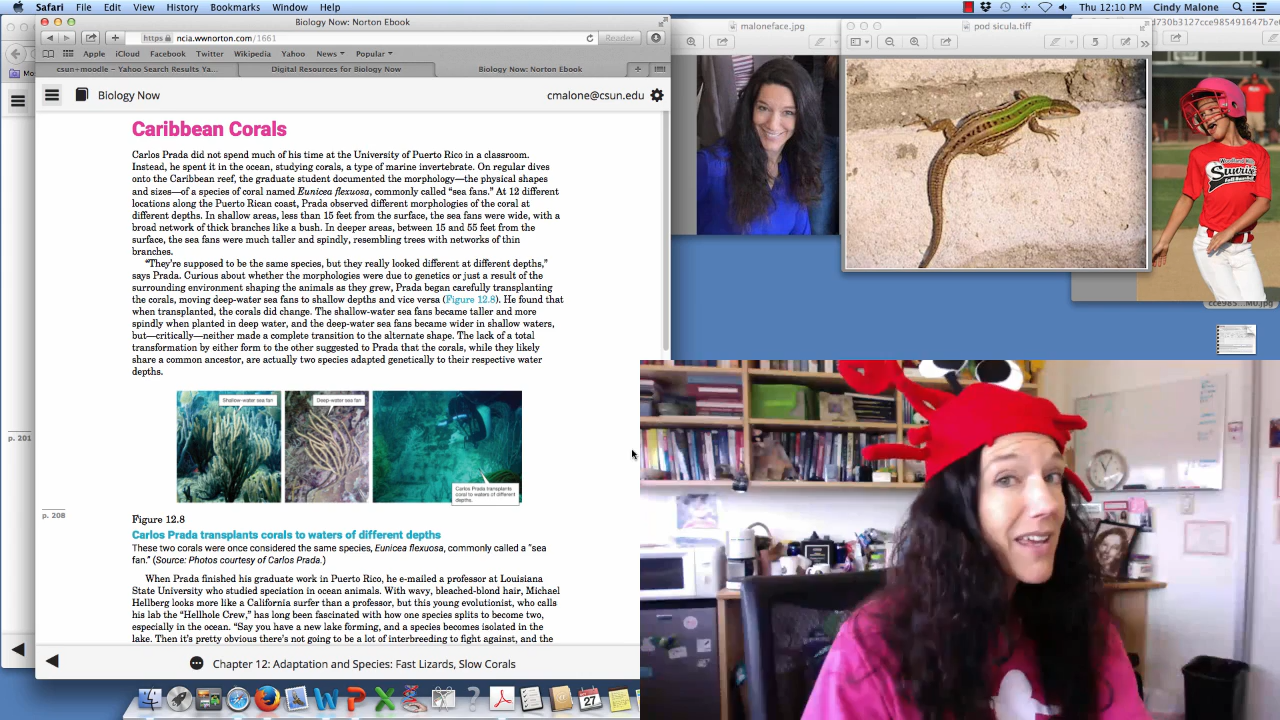 Safari File Edit View History Bookmarks Window Help
Thu 12:10 PM Cindy Malone
Biology Now: Norton Ebook
https ncia.wwnorton.com/1661
Reader
Apple iCloud Facebook Twitter Wikipedia Yahoo News Popular
csun+moodle – Yahoo Search Results Ya...
Digital Resources for Biology Now
Biology Now: Norton Ebook
Biology Now
cmalone@csun.edu
Caribbean Corals
Carlos Prada did not spend much of his time at the University of Puerto Rico in a classroom.
Instead, he spent it in the ocean, studying corals, a type of marine invertebrate. On regular dives
onto the Caribbean reef, the graduate student documented the morphology—the physical shapes
and sizes—of a species of coral named Eunicea flexuosa, commonly called "sea fans." At 12 different
locations along the Puerto Rican coast, Prada observed different morphologies of the coral at
different depths. In shallow areas, less than 15 feet from the surface, the sea fans were wide, with a
broad network of thick branches like a bush. In deeper areas, between 15 and 55 feet from the
surface, the sea fans were much taller and spindly, resembling trees with networks of thin
branches.
"They're supposed to be the same species, but they really looked different at different depths,"
says Prada. Curious about whether the morphologies were due to genetics or just a result of the
surrounding environment shaping the animals as they grew, Prada began carefully transplanting
the corals, moving deep-water sea fans to shallow depths and vice versa (Figure 12.8). He found that
when transplanted, the corals did change. The shallow-water sea fans became taller and more
spindly when planted in deep water, and the deep-water sea fans became wider in shallow waters,
but—critically—neither made a complete transition to the alternate shape. The lack of a total
transformation by either form to the other suggested to Prada that the corals, while they likely
share a common ancestor, are actually two species adapted genetically to their respective water
depths.
Shallow-water sea fan
Deep-water sea fan
Carlos Prada transplants
coral to waters of different
depths.
Figure 12.8
Carlos Prada transplants corals to waters of different depths
These two corals were once considered the same species, Eunicea flexuosa, commonly called a "sea
fan." (Source: Photos courtesy of Carlos Prada.)
When Prada finished his graduate work in Puerto Rico, he e-mailed a professor at Louisiana
State University who studied speciation in ocean animals. With wavy, bleached-blond hair, Michael
Hellberg looks more like a California surfer than a professor, but this young evolutionist, who calls
his lab the "Hellhole Crew," has long been fascinated with how one species splits to become two,
especially in the ocean. "Say you have a new lake forming, and a species becomes isolated in the
lake. Then it's pretty obvious there's not going to be a lot of interbreeding to fight against, and the
Chapter 12: Adaptation and Species: Fast Lizards, Slow Corals
p. 201
p. 208
Mo
maloneface.jpg
pod sicula.tiff
5
d730b3127cce985491647b7e
Sunrise
Fall Baseball
cce985...M0.jpg
27